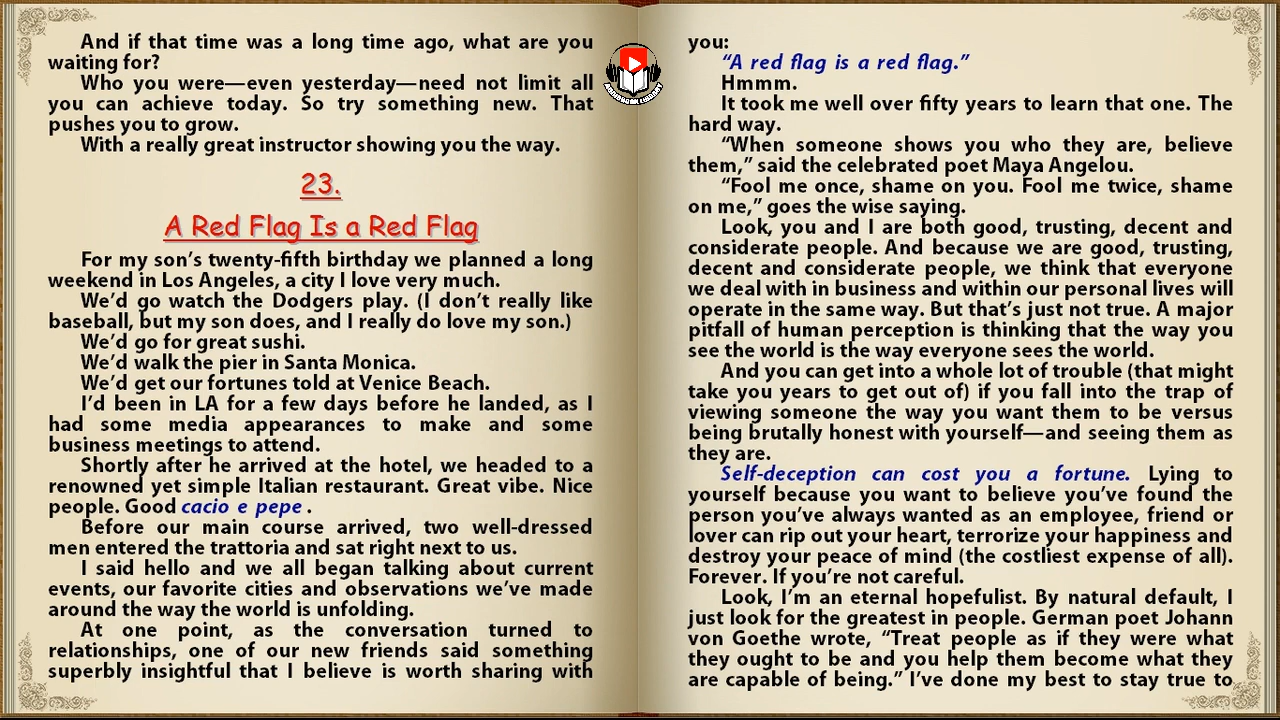 And if that time was a long time ago, what are you
waiting for?
Who you were—even yesterday—need not limit all
you can achieve today. So try something new. That
pushes you to grow.
With a really great instructor showing you the way.
23.
A Red Flag Is a Red Flag
For my son's twenty-fifth birthday we planned a long
weekend in Los Angeles, a city I love very much.
We'd go watch the Dodgers play. (I don't really like
baseball, but my son does, and I really do love my son.)
We'd go for great sushi.
We'd walk the pier in Santa Monica.
We'd get our fortunes told at Venice Beach.
I'd been in LA for a few days before he landed, as I
had some media appearances to make and some
business meetings to attend.
Shortly after he arrived at the hotel, we headed to a
renowned yet simple Italian restaurant. Great vibe. Nice
people. Good cacio e pepe .
Before our main course arrived, two well-dressed
men entered the trattoria and sat right next to us.
I said hello and we all began talking about current
events, our favorite cities and observations we've made
around the way the world is unfolding.
At one point, as the conversation turned to
relationships, one of our new friends said something
superbly insightful that I believe is worth sharing with
you:
“A red flag is a red flag.”
Hmmm.
It took me well over fifty years to learn that one. The
hard way.
“When someone shows you who they are, believe
them,” said the celebrated poet Maya Angelou.
“Fool me once, shame on you. Fool me twice, shame
on me,” goes the wise saying.
Look, you and I are both good, trusting, decent and
considerate people. And because we are good, trusting,
decent and considerate people, we think that everyone
we deal with in business and within our personal lives will
operate in the same way. But that's just not true. A major
pitfall of human perception is thinking that the way you
see the world is the way everyone sees the world.
And you can get into a whole lot of trouble (that might
take you years to get out of) if you fall into the trap of
viewing someone the way you want them to be versus
being brutally honest with yourself—and seeing them as
they are.
Self-deception can cost you a fortune. Lying to
yourself because you want to believe you've found the
person you've always wanted as an employee, friend or
lover can rip out your heart, terrorize your happiness and
destroy your peace of mind (the costliest expense of all).
Forever. If you're not careful.
Look, I'm an eternal hopefulist. By natural default, I
just look for the greatest in people. German poet Johann
von Goethe wrote, “Treat people as if they were what
they ought to be and you help them become what they
are capable of being.” I've done my best to stay true to